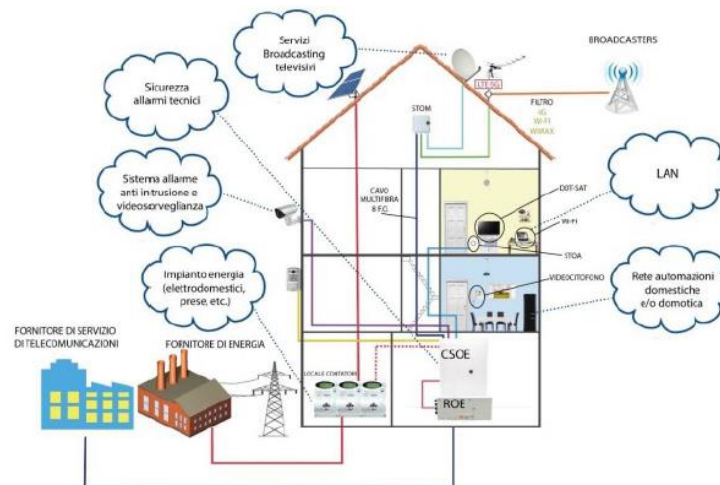 Servizi
Broadcasting
televisivi
BROADCASTERS
Sicurezza
allarmi tecnici
LTE 5G
STOM
FILTRO
4G
WI-FI
WIMAX
Sistema allarme
anti intrusione e
videosorveglianza
CAVO
MULTIFIBRA
8 F.O.
DDT-SAT
LAN
WI-FI
STOA
VIDEOCITOFONO
Impianto energia
(elettrodomestici,
prese, etc.)
Rete automazioni
domestiche
e/o domotica
FORNITORE DI SERVIZIO
DI TELECOMUNICAZIONI
FORNITORE DI ENERGIA
LOCALE CONTATORI
CSOE
ROE